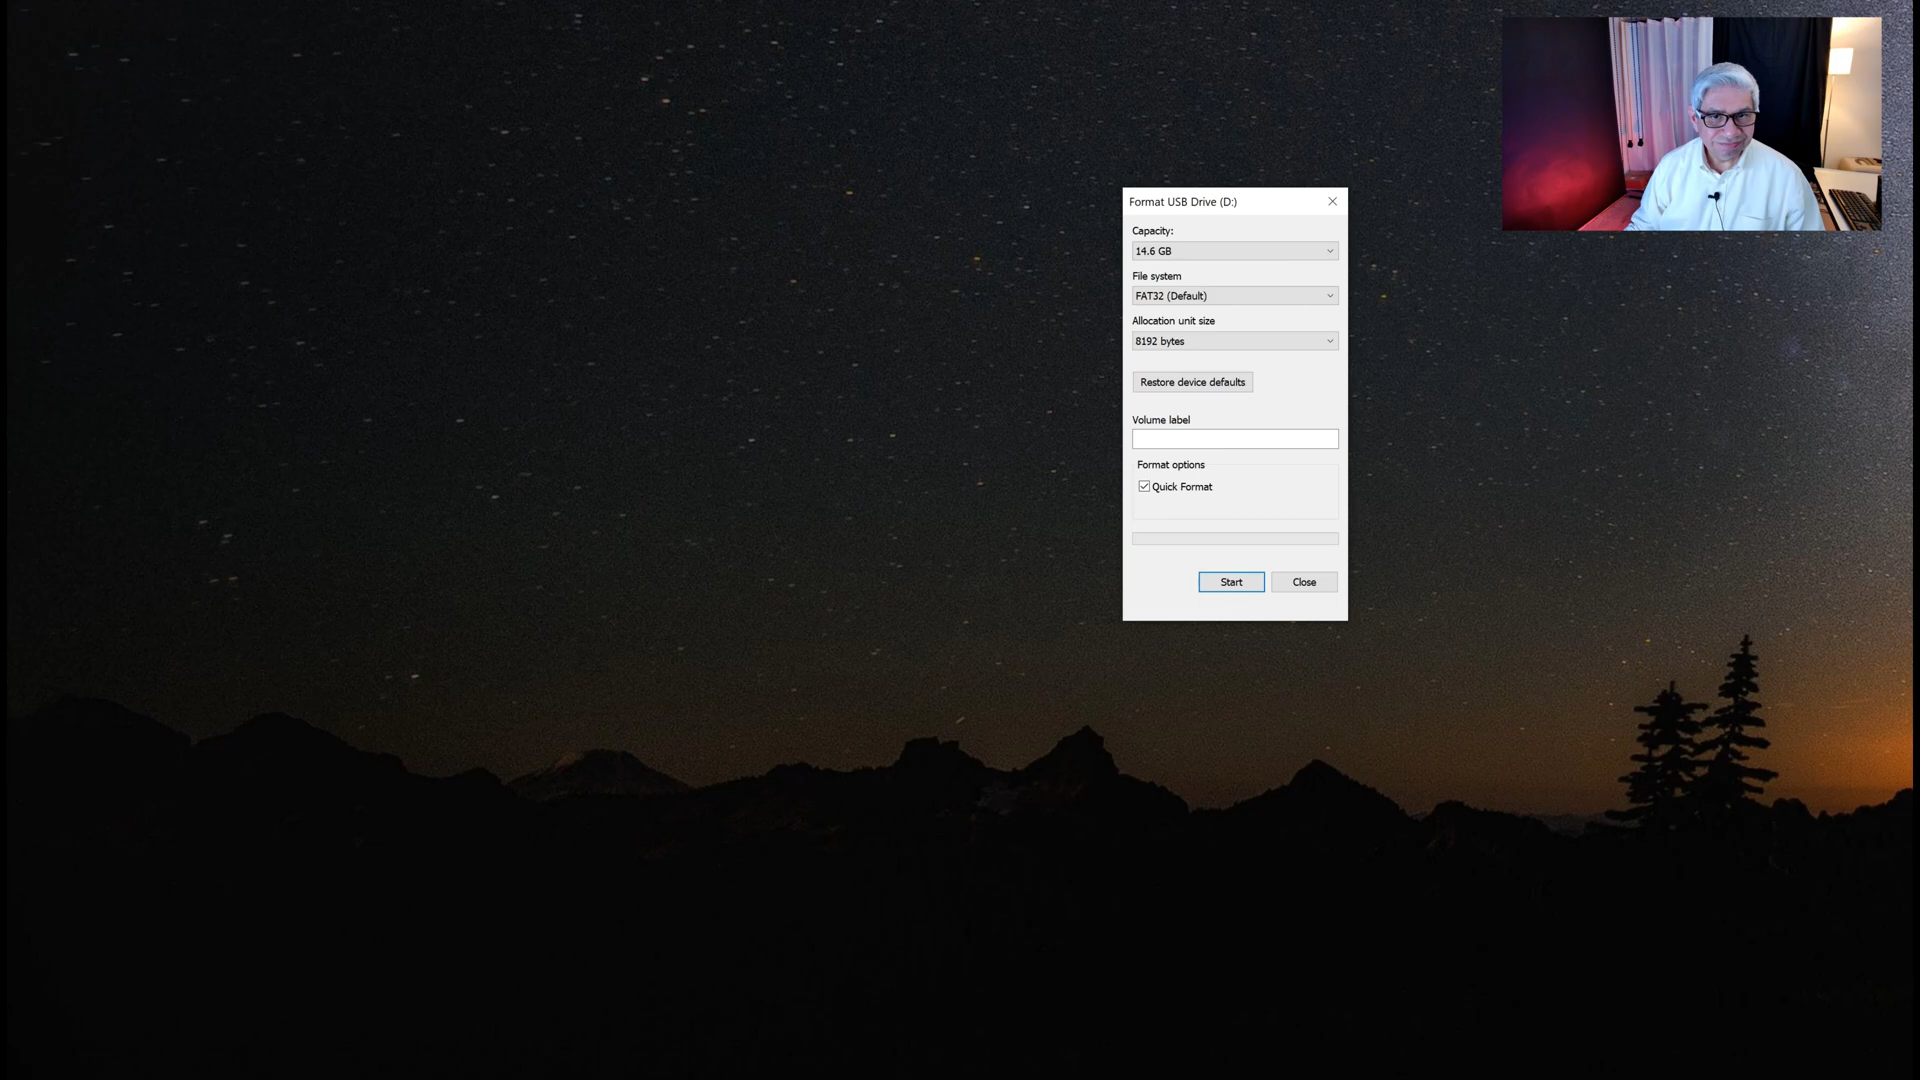 Format USB Drive (D:)
Capacity:
14.6 GB
File system
FAT32 (Default)
Allocation unit size
8192 bytes
Restore device defaults
Volume label
Format options
Quick Format
Start
Close